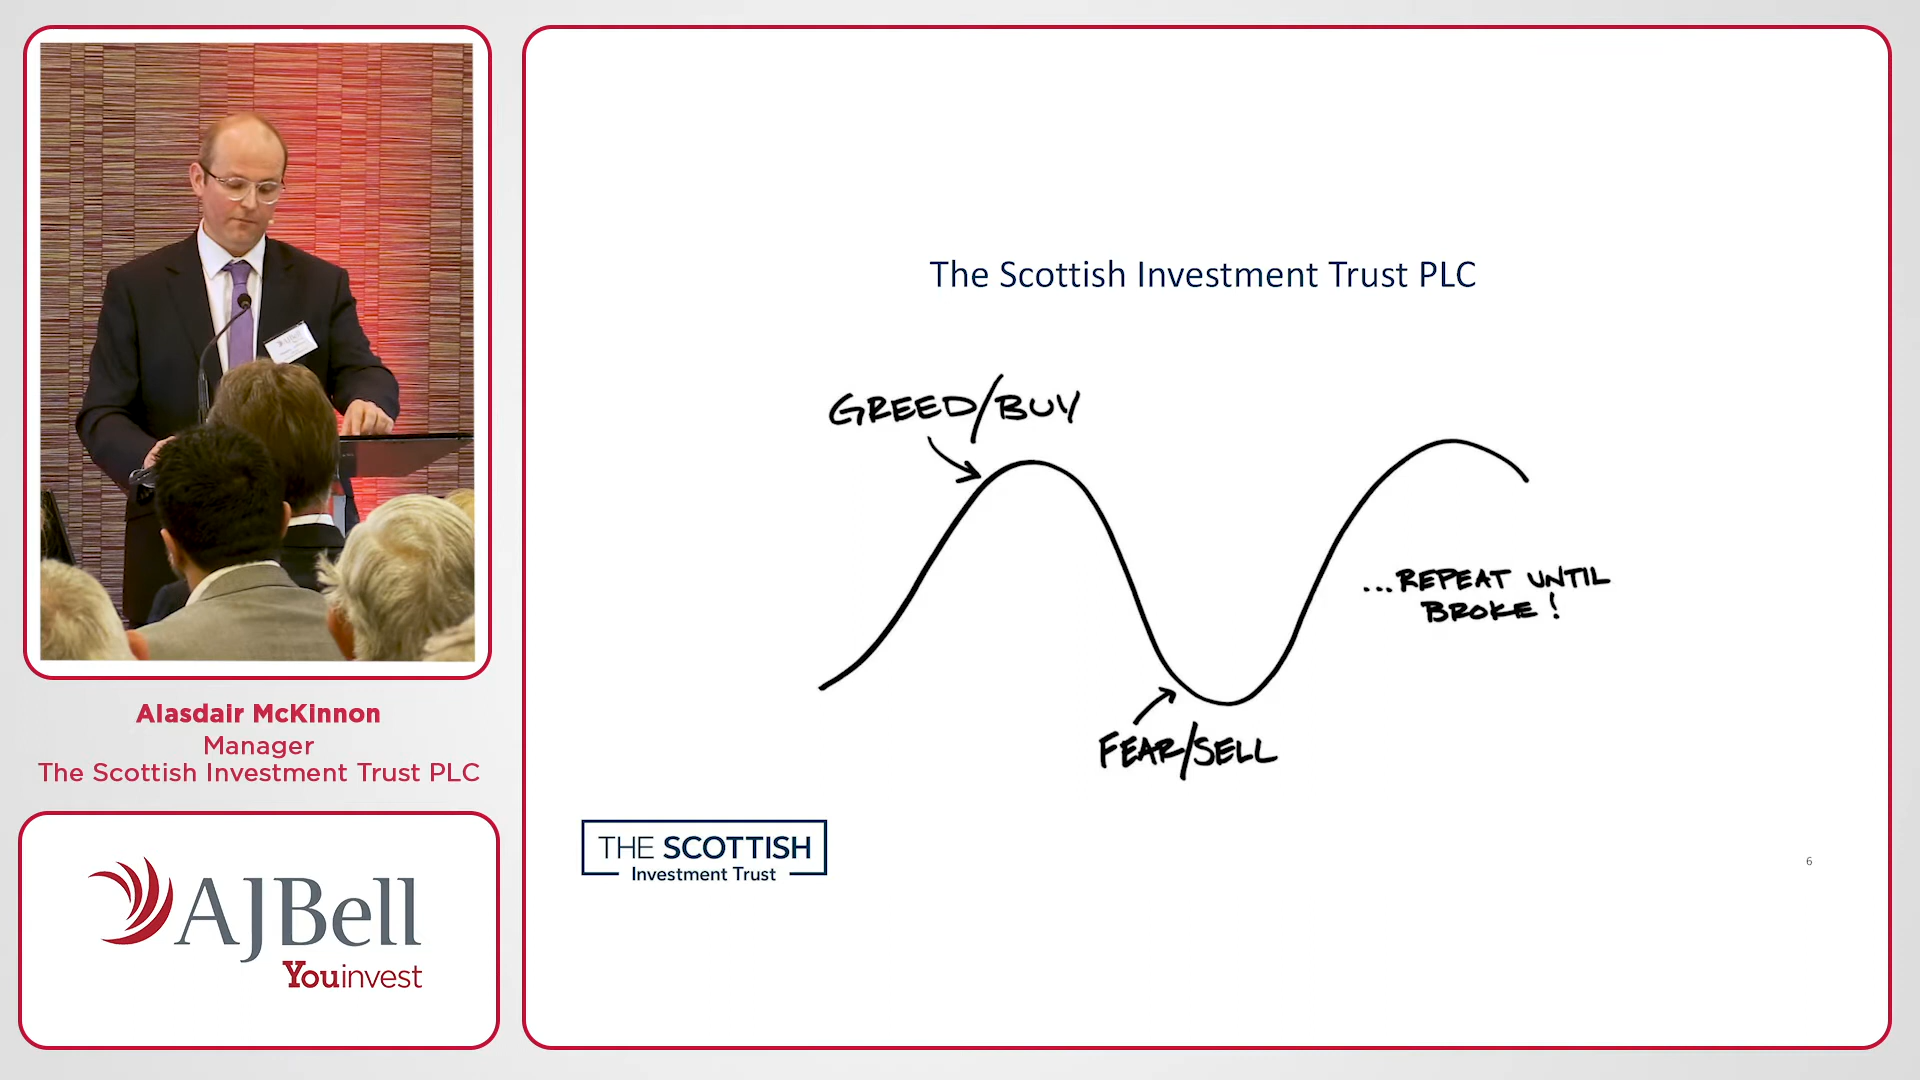 Alasdair McKinnon
Manager
The Scottish Investment Trust PLC
AJBell
Youinvest
The Scottish Investment Trust PLC
GREED/BUY
...REPEAT UNTIL
BROKE!
FEAR/SELL
THE SCOTTISH
Investment Trust
6